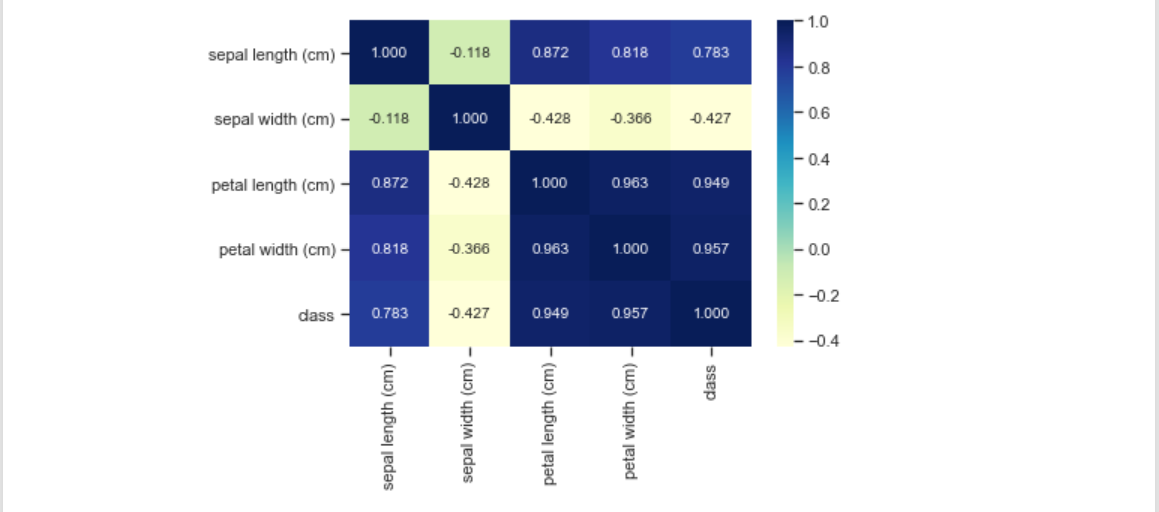 1.0
sepal length (cm) 1.000 -0.118 0.872 0.818 0.783
0.8
sepal width (cm) -0.118 1.000 -0.428 -0.366 -0.427
0.6
0.4
petal length (cm) 0.872 -0.428 1.000 0.963 0.949
0.2
petal width (cm) 0.818 -0.366 0.963 1.000 0.957
0.0
−0.2
class 0.783 -0.427 0.949 0.957 1.000
−0.4
sepal length (cm)
sepal width (cm)
petal length (cm)
petal width (cm)
class